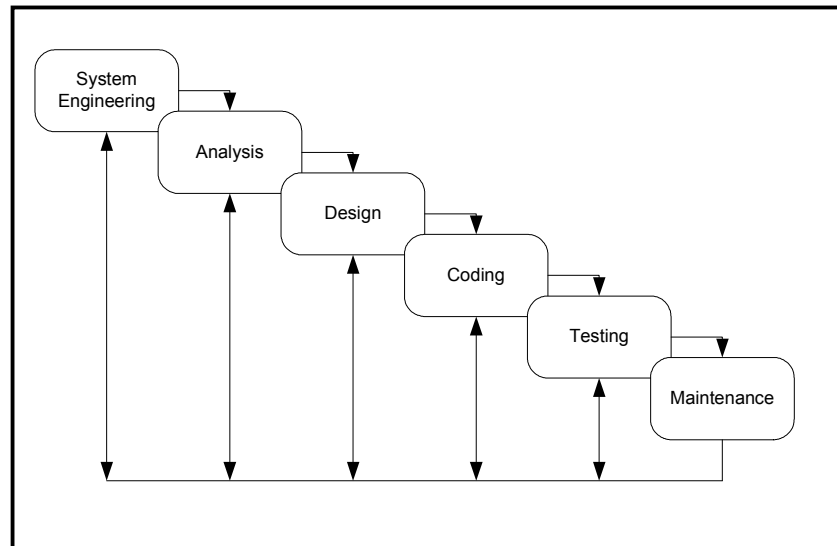 System
Engineering
Analysis
Design
Coding
Testing
Maintenance